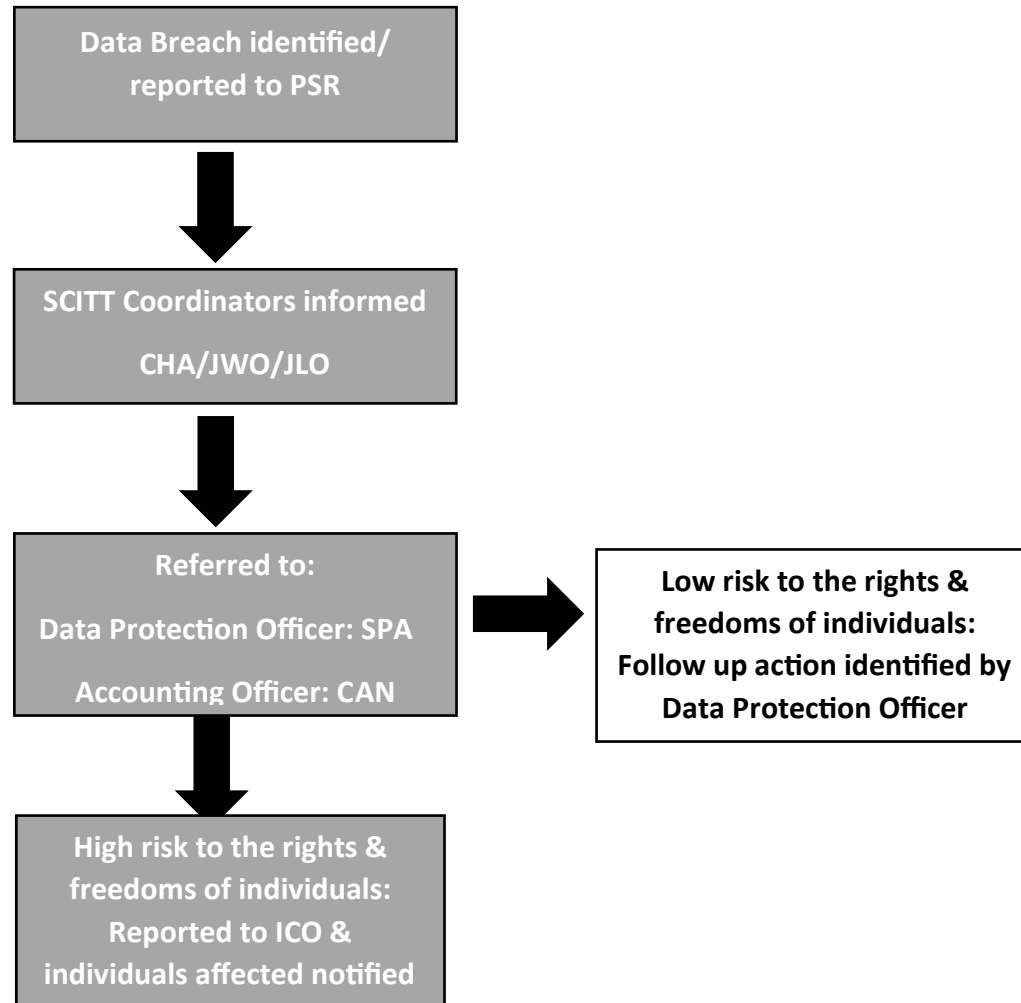 Data Breach identified/
reported to PSR
SCITT Coordinators informed
CHA/JWO/JLO
Referred to:
Data Protection Officer: SPA
Accounting Officer: CAN
Low risk to the rights &
freedoms of individuals:
Follow up action identified by
Data Protection Officer
High risk to the rights &
freedoms of individuals:
Reported to ICO &
individuals affected notified